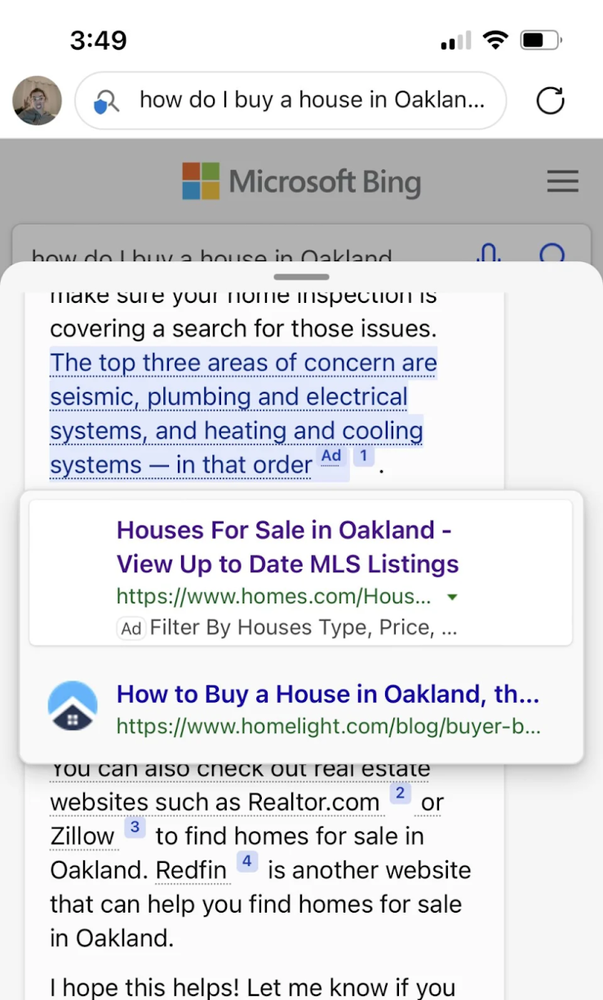 3:49
how do I buy a house in Oaklan...
Microsoft Bing
how do I buy a house in Oakland
make sure your home inspection is
covering a search for those issues.
The top three areas of concern are
seismic, plumbing and electrical
systems, and heating and cooling
systems — in that order Ad 1 .
Houses For Sale in Oakland -
View Up to Date MLS Listings
https://www.homes.com/Hous...
Ad Filter By Houses Type, Price, ...
How to Buy a House in Oakland, th...
https://www.homelight.com/blog/buyer-b...
You can also check out real estate
websites such as Realtor.com 2 or
Zillow 3 to find homes for sale in
Oakland. Redfin 4 is another website
that can help you find homes for sale
in Oakland.
I hope this helps! Let me know if you